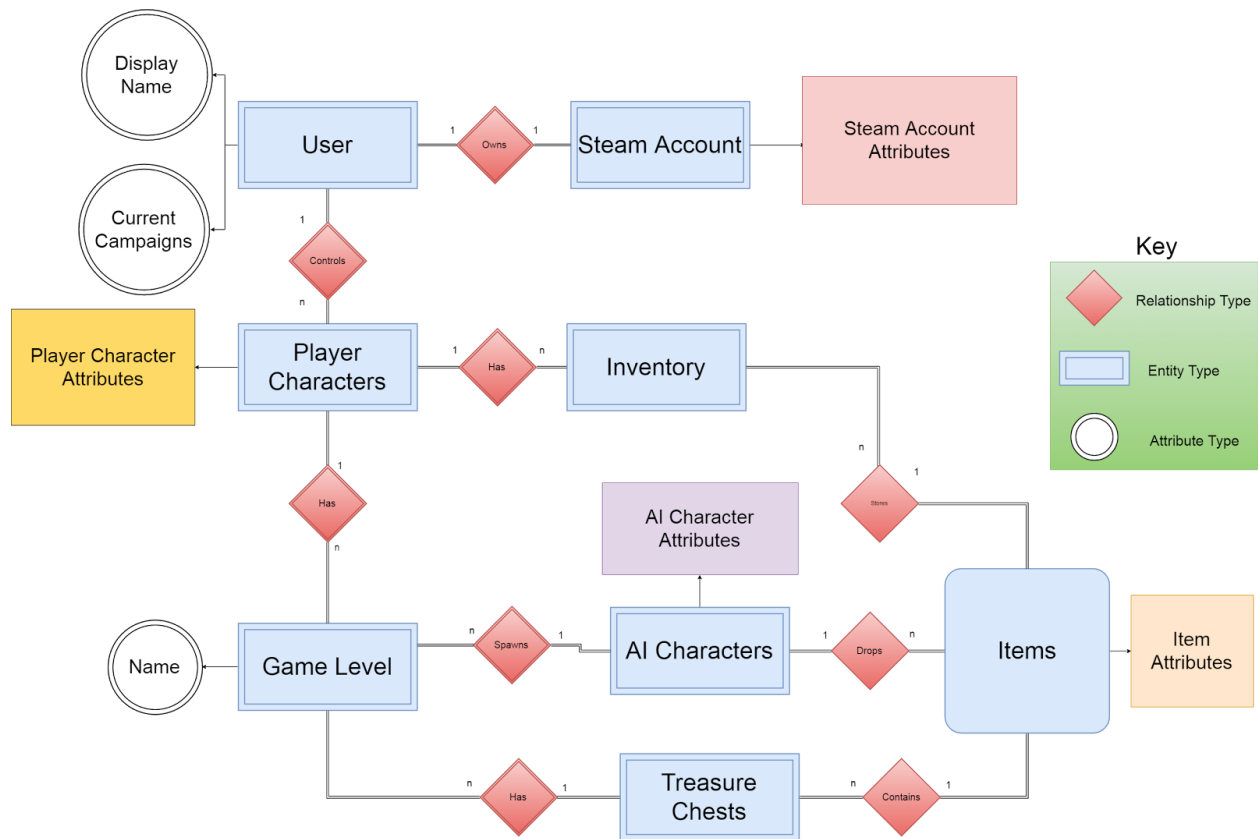 Display
Name
User
1
Owns
1
Steam Account
Steam Account
Attributes
Current
Campaigns
1
Controls
n
Key
Relationship Type
Entity Type
Attribute Type
Player Character
Attributes
Player
Characters
1
Has
n
Inventory
n
1
Stores
1
Has
n
AI Character
Attributes
Name
Game Level
n
Spawns
1
AI Characters
1
Drops
n
Items
Item
Attributes
n
Has
1
Treasure
Chests
n
Contains
1